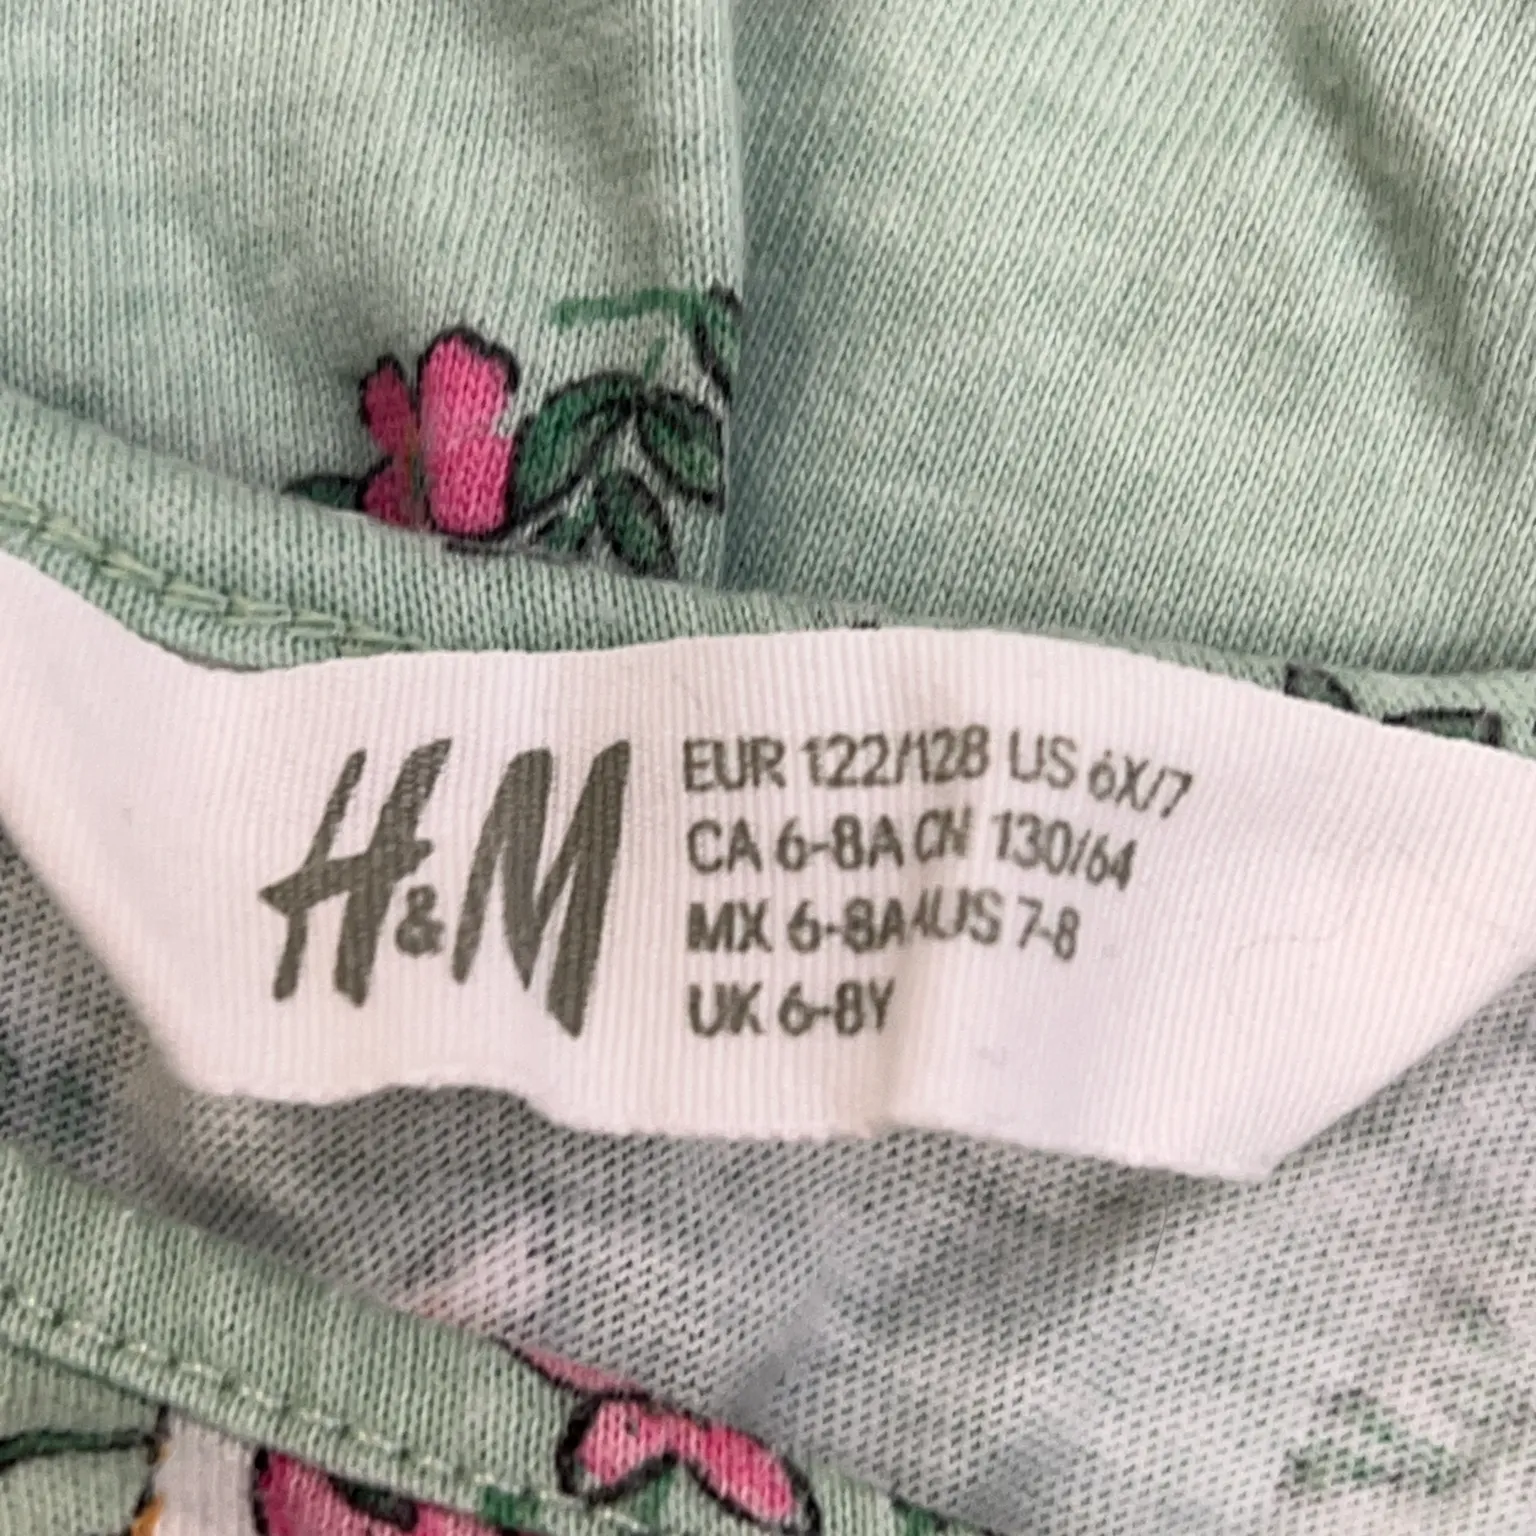 H&M
EUR 122/128 US 6X/7
CA 6-8A CN 130/64
MX 6-8A AUS 7-8
UK 6-8Y